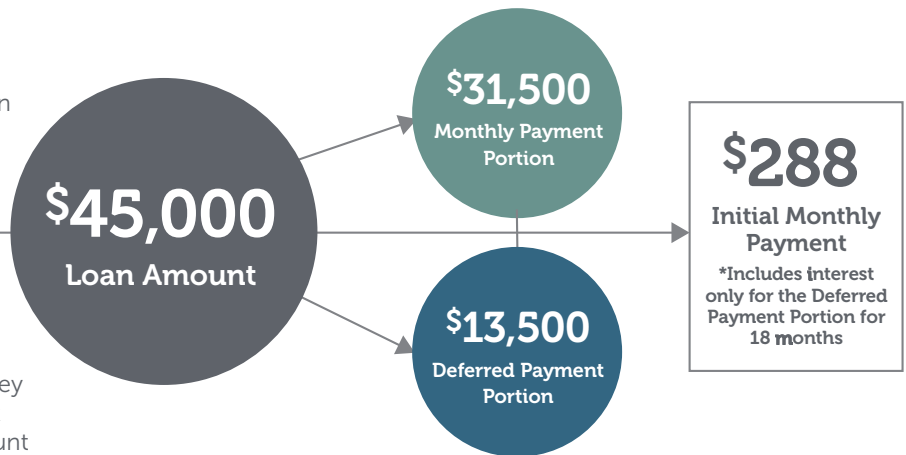 $45,000
Loan Amount
$31,500
Monthly Payment
Portion
$13,500
Deferred Payment
Portion
$288
Initial Monthly
Payment
*Includes interest
only for the Deferred
Payment Portion for
18 months